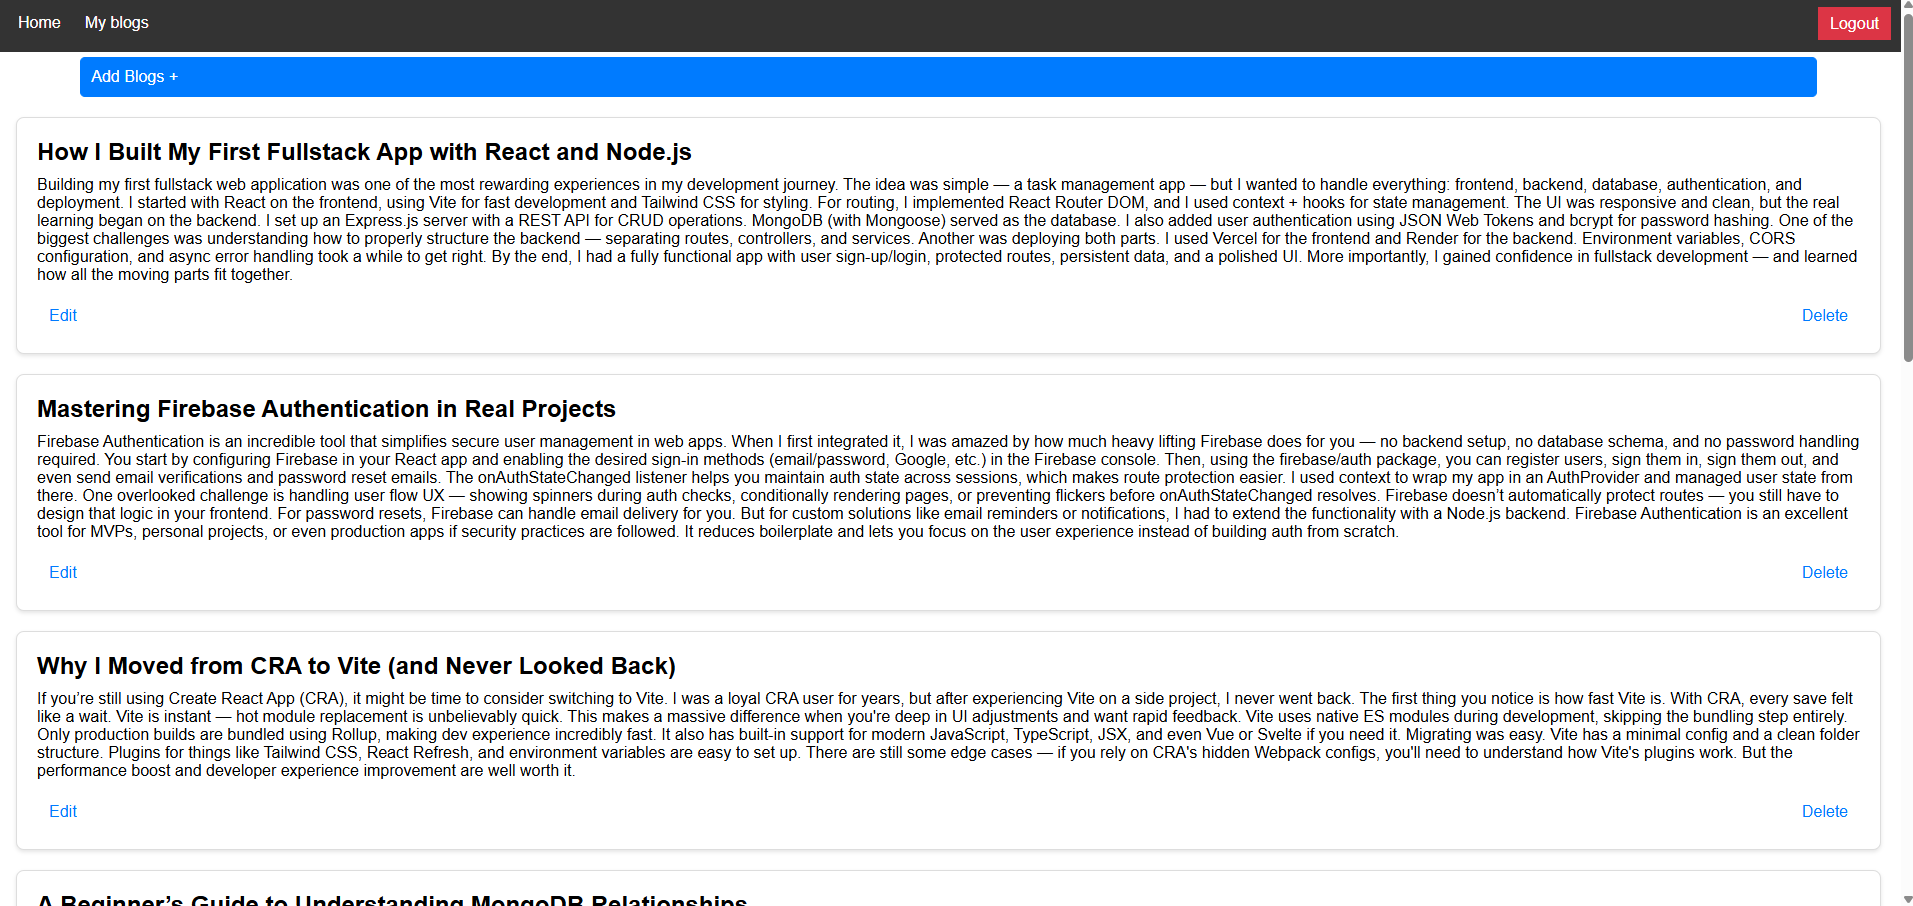 Home My blogs Logout
Add Blogs +
How I Built My First Fullstack App with React and Node.js
Building my first fullstack web application was one of the most rewarding experiences in my development journey. The idea was simple — a task management app — but I wanted to handle everything: frontend, backend, database, authentication, and
deployment. I started with React on the frontend, using Vite for fast development and Tailwind CSS for styling. For routing, I implemented React Router DOM, and I used context + hooks for state management. The UI was responsive and clean, but the real
learning began on the backend. I set up an Express.js server with a REST API for CRUD operations. MongoDB (with Mongoose) served as the database. I also added user authentication using JSON Web Tokens and bcrypt for password hashing. One of the
biggest challenges was understanding how to properly structure the backend — separating routes, controllers, and services. Another was deploying both parts. I used Vercel for the frontend and Render for the backend. Environment variables, CORS
configuration, and async error handling took a while to get right. By the end, I had a fully functional app with user sign-up/login, protected routes, persistent data, and a polished UI. More importantly, I gained confidence in fullstack development — and learned
how all the moving parts fit together.
Edit Delete
Mastering Firebase Authentication in Real Projects
Firebase Authentication is an incredible tool that simplifies secure user management in web apps. When I first integrated it, I was amazed by how much heavy lifting Firebase does for you — no backend setup, no database schema, and no password handling
required. You start by configuring Firebase in your React app and enabling the desired sign-in methods (email/password, Google, etc.) in the Firebase console. Then, using the firebase/auth package, you can register users, sign them in, sign them out, and
even send email verifications and password reset emails. The onAuthStateChanged listener helps you maintain auth state across sessions, which makes route protection easier. I used context to wrap my app in an AuthProvider and managed user state from
there. One overlooked challenge is handling user flow UX — showing spinners during auth checks, conditionally rendering pages, or preventing flickers before onAuthStateChanged resolves. Firebase doesn’t automatically protect routes — you still have to
design that logic in your frontend. For password resets, Firebase can handle email delivery for you. But for custom solutions like email reminders or notifications, I had to extend the functionality with a Node.js backend. Firebase Authentication is an excellent
tool for MVPs, personal projects, or even production apps if security practices are followed. It reduces boilerplate and lets you focus on the user experience instead of building auth from scratch.
Edit Delete
Why I Moved from CRA to Vite (and Never Looked Back)
If you’re still using Create React App (CRA), it might be time to consider switching to Vite. I was a loyal CRA user for years, but after experiencing Vite on a side project, I never went back. The first thing you notice is how fast Vite is. With CRA, every save felt
like a wait. Vite is instant — hot module replacement is unbelievably quick. This makes a massive difference when you're deep in UI adjustments and want rapid feedback. Vite uses native ES modules during development, skipping the bundling step entirely.
Only production builds are bundled using Rollup, making dev experience incredibly fast. It also has built-in support for modern JavaScript, TypeScript, JSX, and even Vue or Svelte if you need it. Migrating was easy. Vite has a minimal config and a clean folder
structure. Plugins for things like Tailwind CSS, React Refresh, and environment variables are easy to set up. There are still some edge cases — if you rely on CRA's hidden Webpack configs, you'll need to understand how Vite's plugins work. But the
performance boost and developer experience improvement are well worth it.
Edit Delete
A Beginner’s Guide to Understanding MongoDB Relationships